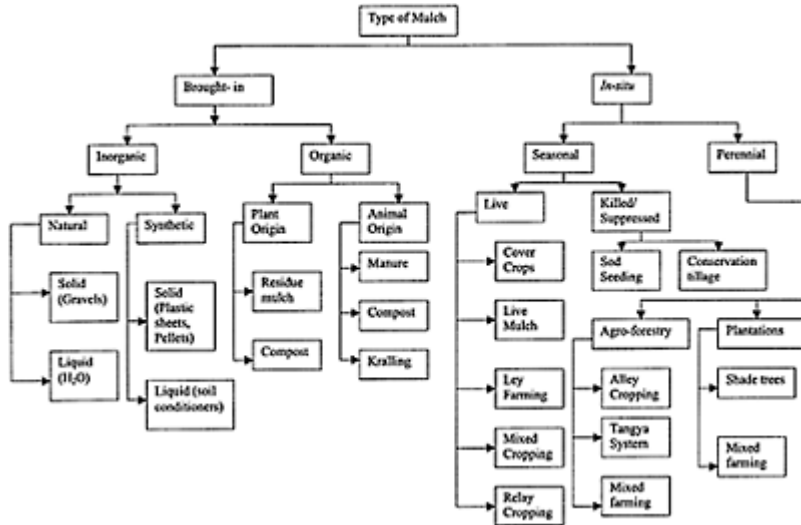 Type of Mulch
Brought- in
In-situ
Inorganic
Organic
Seasonal
Perennial
Natural
Synthetic
Plant
Origin
Animal
Origin
Live
Killed/
Suppressed
Solid
(Gravels)
Liquid
(H₂O)
Solid
(Plastic
sheets,
Pellets)
Liquid (soil
conditioners)
Residue
mulch
Compost
Manure
Compost
Kralling
Cover
Crops
Live
Mulch
Ley
Farming
Mixed
Cropping
Relay
Cropping
Sod
Seeding
Conservation
tillage
Agro-forestry
Plantations
Alley
Cropping
Tangya
System
Mixed
farming
Shade trees
Mixed
farming